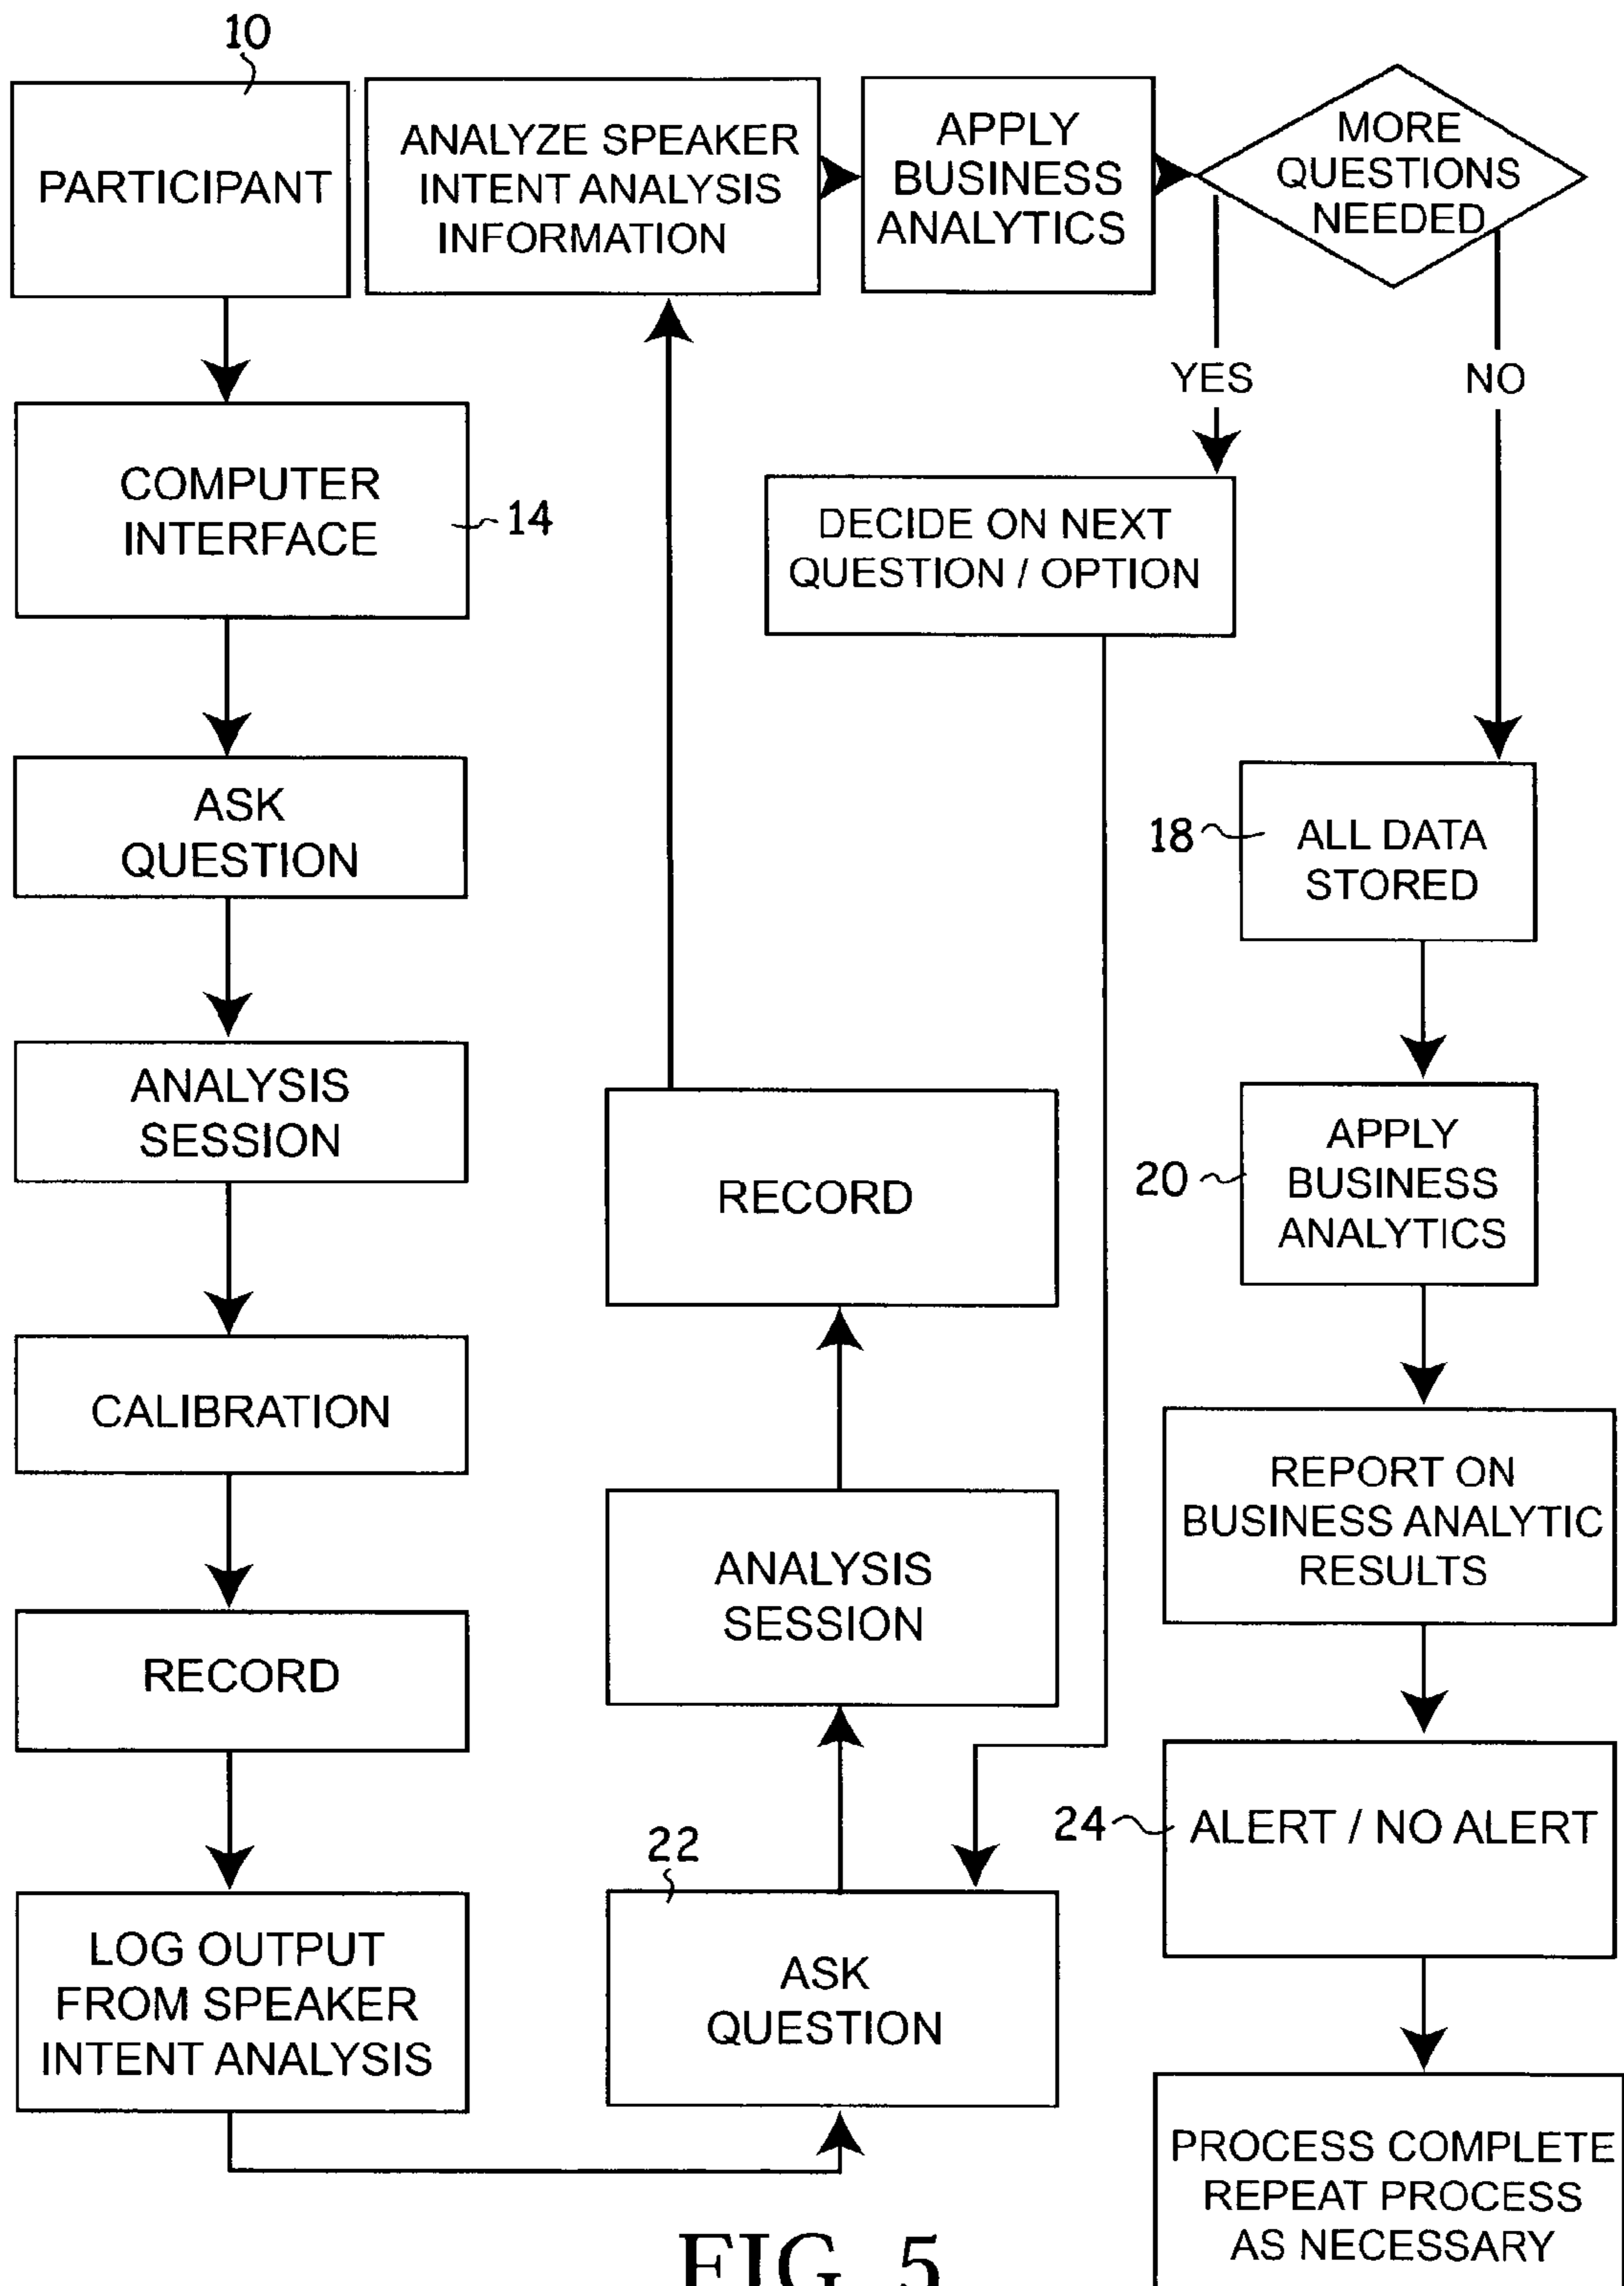 10
PARTICIPANT
COMPUTER
INTERFACE
14
ASK
QUESTION
ANALYSIS
SESSION
CALIBRATION
RECORD
LOG OUTPUT
FROM SPEAKER
INTENT ANALYSIS
22
ASK
QUESTION
ANALYSIS
SESSION
RECORD
ANALYZE SPEAKER
INTENT ANALYSIS
INFORMATION
APPLY
BUSINESS
ANALYTICS
MORE
QUESTIONS
NEEDED
YES
NO
DECIDE ON NEXT
QUESTION / OPTION
18
ALL DATA
STORED
20
APPLY
BUSINESS
ANALYTICS
REPORT ON
BUSINESS ANALYTIC
RESULTS
24
ALERT / NO ALERT
PROCESS COMPLETE
REPEAT PROCESS
AS NECESSARY
FIG. 5